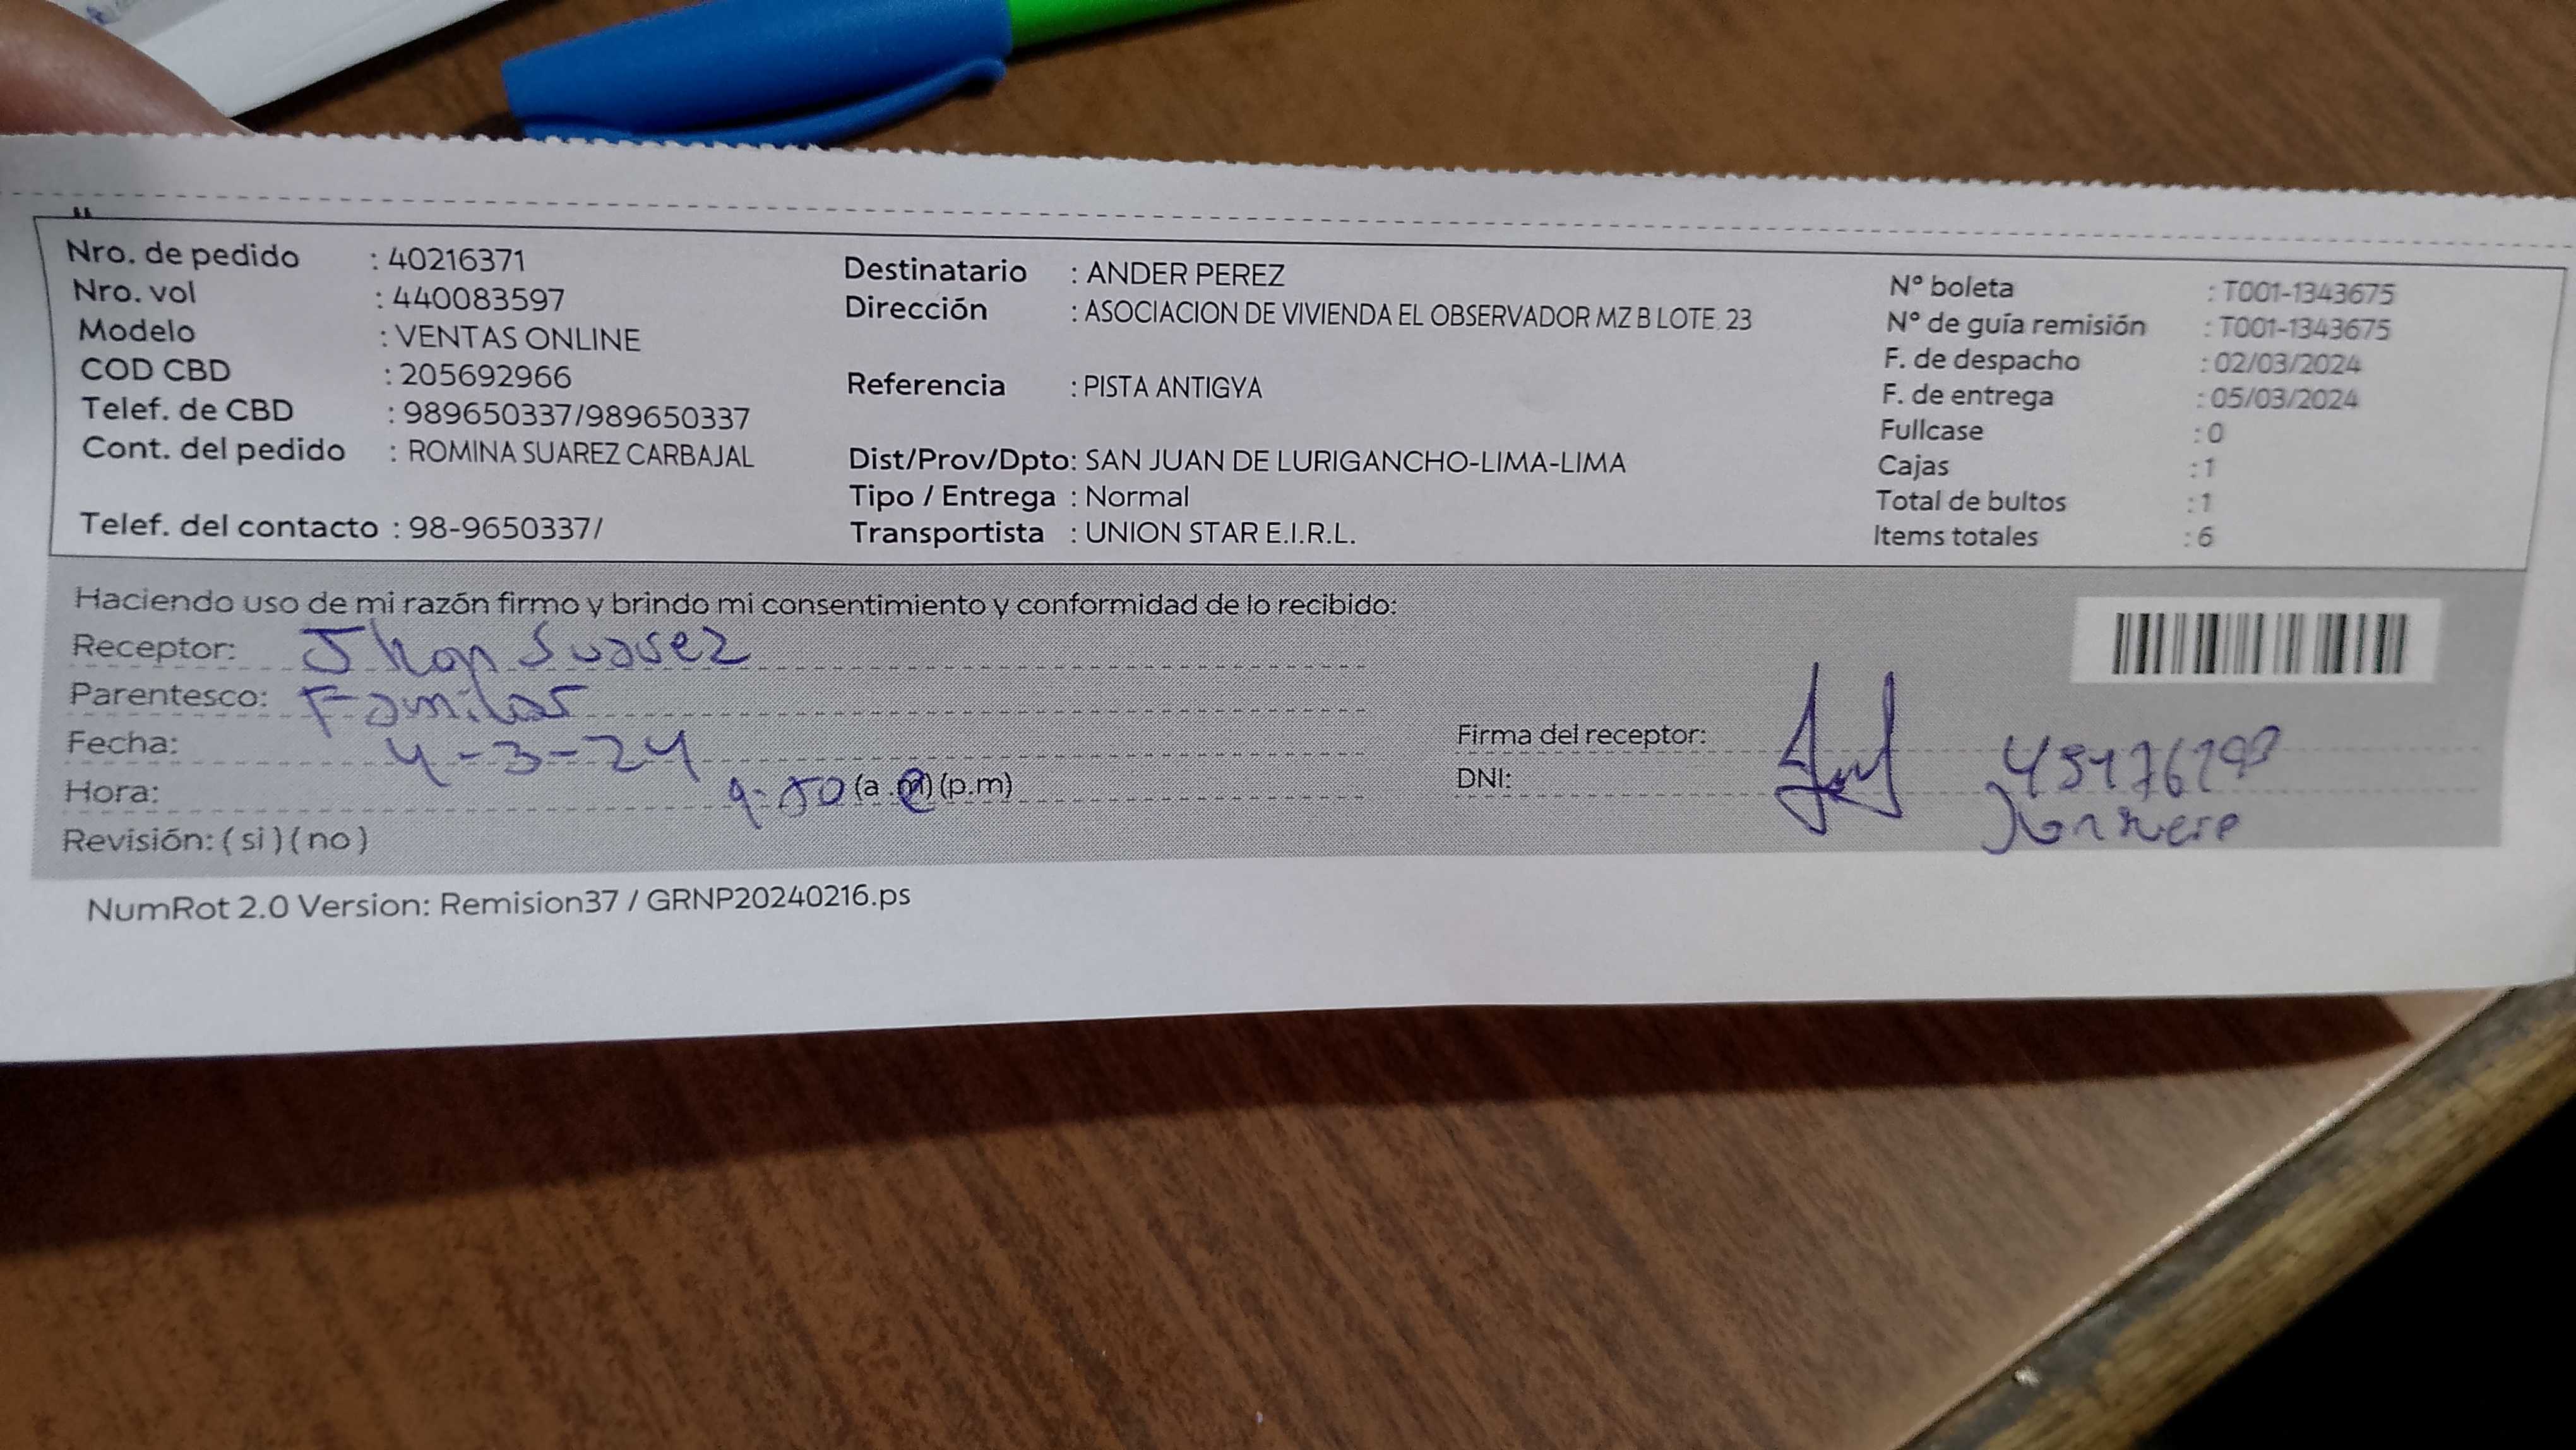 Nro. de pedido : 40216371
Nro. vol : 440083597
Modelo : VENTAS ONLINE
COD CBD : 205692966
Telef. de CBD : 989650337/989650337
Cont. del pedido : ROMINA SUAREZ CARBAJAL
Telef. del contacto : 98-9650337/
Destinatario : ANDER PEREZ
Dirección : ASOCIACION DE VIVIENDA EL OBSERVADOR MZ B LOTE 23
Referencia : PISTA ANTIGYA
Dist/Prov/Dpto: SAN JUAN DE LURIGANCHO-LIMA-LIMA
Tipo / Entrega : Normal
Transportista : UNION STAR E.I.R.L.
Nº boleta : T001-1343675
Nº de guía remisión : T001-1343675
F. de despacho : 02/03/2024
F. de entrega : 05/03/2024
Fullcase : 0
Cajas : 1
Total de bultos : 1
Items totales : 6
Haciendo uso de mi razón firmo y brindo mi consentimiento y conformidad de lo recibido:
Receptor: Jhon Suarez
Parentesco: Familiar
Fecha: 4-3-24
Hora: 9:50 (a.m) (p.m)
Revisión: ( si ) ( no )
Firma del receptor:
DNI:
NumRot 2.0 Version: Remision37 / GRNP20240216.ps